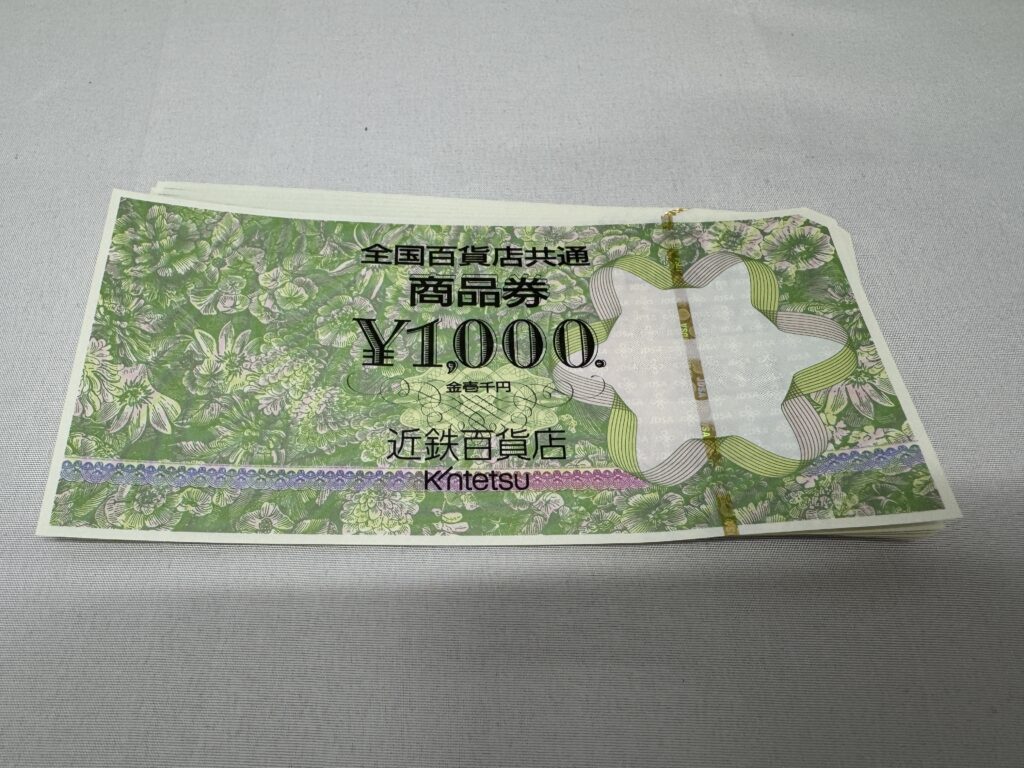 全国百貨店共通
商品券
¥1,000.
金壱千円
近鉄百貨店
Kintetsu
JDSA